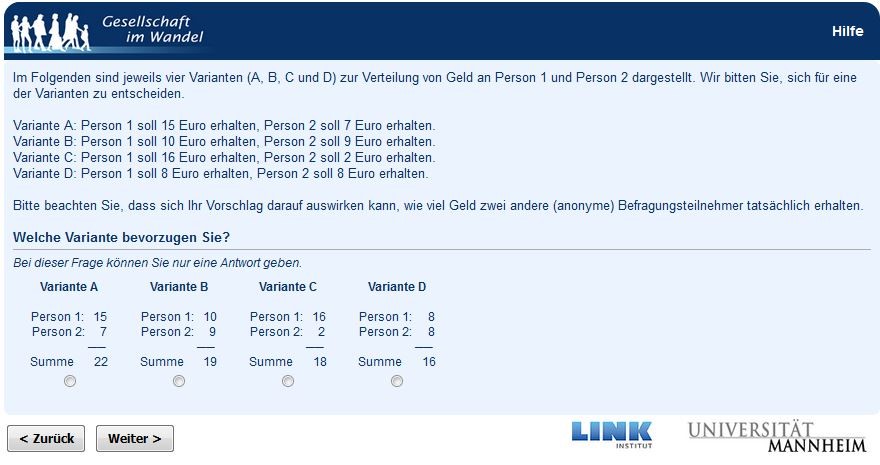 Gesellschaft
im Wandel
Hilfe
Im Folgenden sind jeweils vier Varianten (A, B, C und D) zur Verteilung von Geld an Person 1 und Person 2 dargestellt. Wir bitten Sie, sich für eine
der Varianten zu entscheiden.
Variante A: Person 1 soll 15 Euro erhalten, Person 2 soll 7 Euro erhalten.
Variante B: Person 1 soll 10 Euro erhalten, Person 2 soll 9 Euro erhalten.
Variante C: Person 1 soll 16 Euro erhalten, Person 2 soll 2 Euro erhalten.
Variante D: Person 1 soll 8 Euro erhalten, Person 2 soll 8 Euro erhalten.
Bitte beachten Sie, dass sich Ihr Vorschlag darauf auswirken kann, wie viel Geld zwei andere (anonyme) Befragungsteilnehmer tatsächlich erhalten.
Welche Variante bevorzugen Sie?
Bei dieser Frage können Sie nur eine Antwort geben.
Variante A Variante B Variante C Variante D
Person 1: 15 Person 1: 10 Person 1: 16 Person 1: 8
Person 2: 7 Person 2: 9 Person 2: 2 Person 2: 8
Summe 22 Summe 19 Summe 18 Summe 16
< Zurück Weiter >
LINK
INSTITUT
UNIVERSITÄT
MANNHEIM